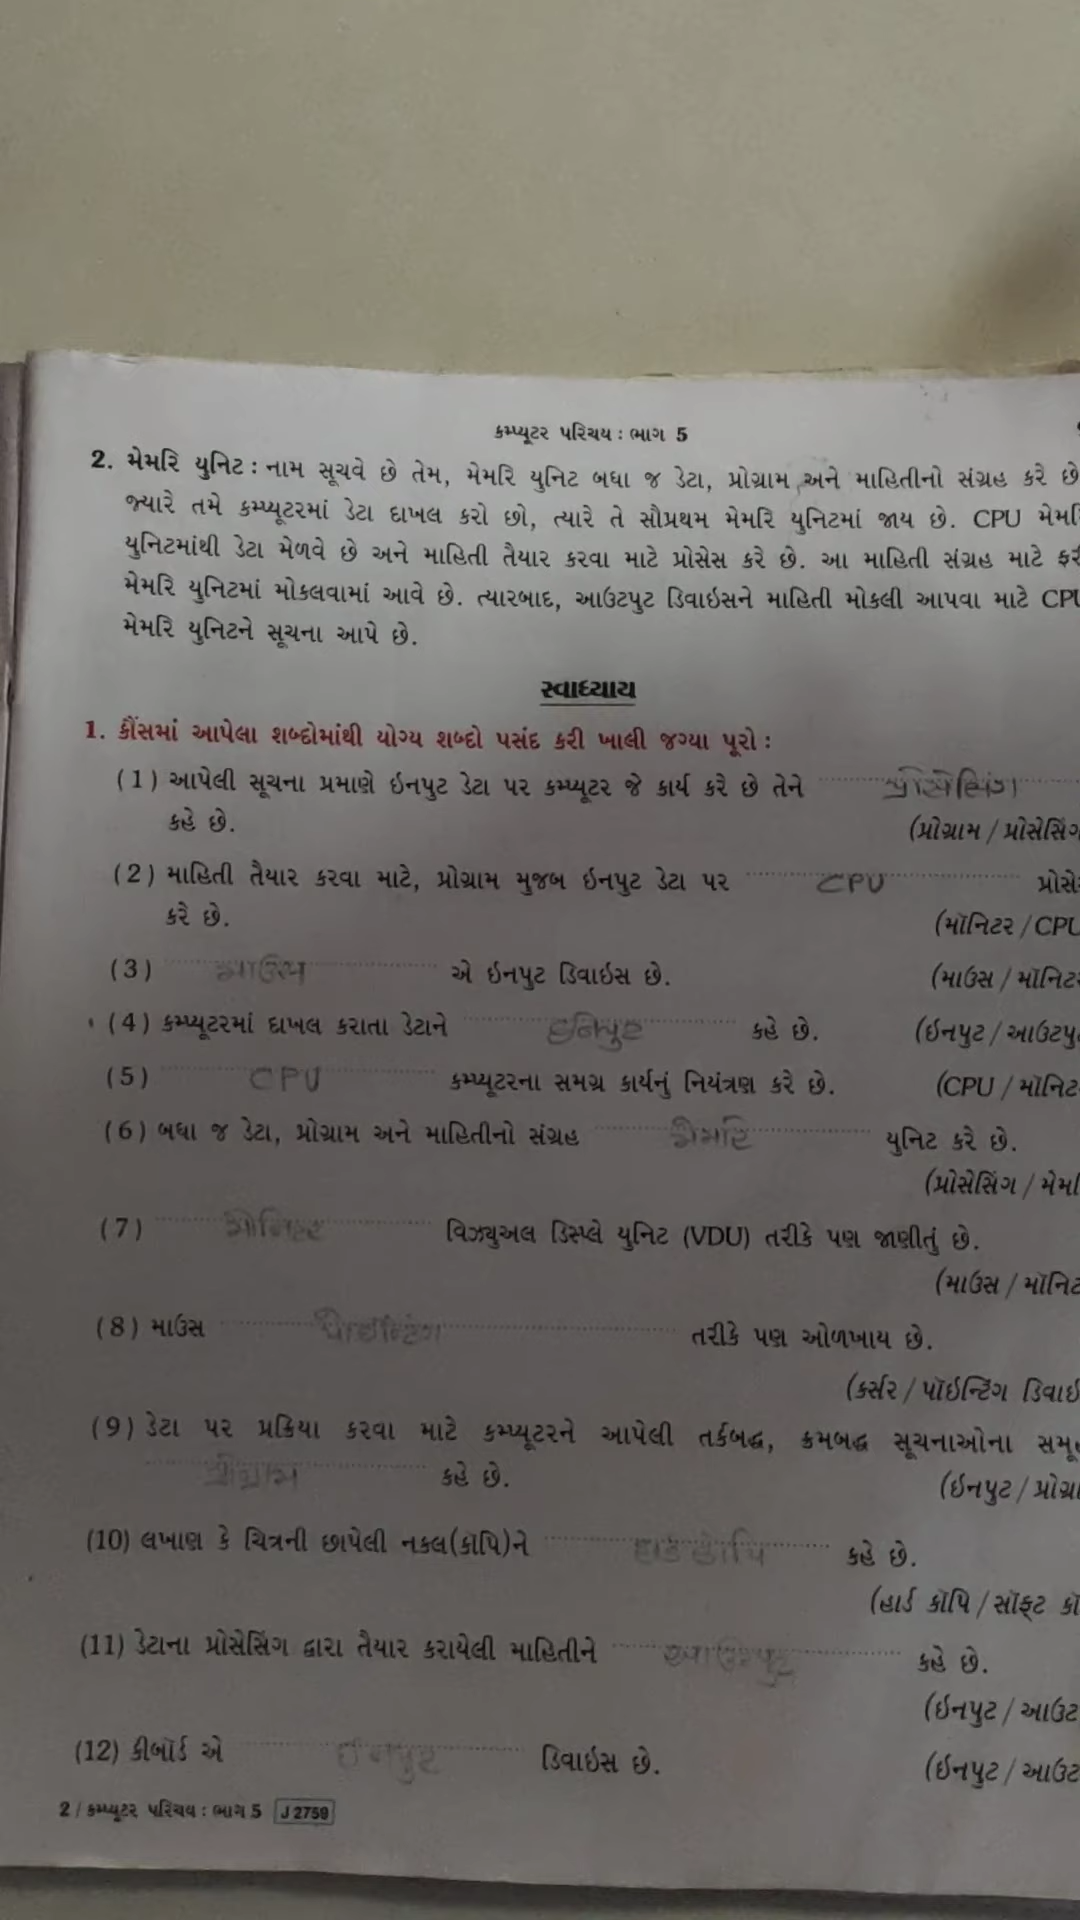 કમ્પ્યૂટર પરિચય : ભાગ 5
2. મેમરિ યુનિટ : નામ સૂચવે છે તેમ, મેમરિ યુનિટ બધા જ ડેટા, પ્રોગ્રામ અને માહિતીનો સંગ્રહ કરે છે
જ્યારે તમે કમ્પ્યૂટરમાં ડેટા દાખલ કરો છો, ત્યારે તે સૌપ્રથમ મેમરિ યુનિટમાં જાય છે. CPU મેમરિ
યુનિટમાંથી ડેટા મેળવે છે અને માહિતી તૈયાર કરવા માટે પ્રોસેસ કરે છે. આ માહિતી સંગ્રહ માટે ફરી
મેમરિ યુનિટમાં મોકલવામાં આવે છે. ત્યારબાદ, આઉટપુટ ડિવાઇસને માહિતી મોકલી આપવા માટે CPU
મેમરિ યુનિટને સૂચના આપે છે.
સ્વાધ્યાય
1. કૌંસમાં આપેલા શબ્દોમાંથી યોગ્ય શબ્દો પસંદ કરી ખાલી જગ્યા પૂરો :
(1) આપેલી સૂચના પ્રમાણે ઇનપુટ ડેટા પર કમ્પ્યૂટર જે કાર્ય કરે છે તેને પ્રોસેસિંગ
કહે છે. (પ્રોગ્રામ / પ્રોસેસિંગ
(2) માહિતી તૈયાર કરવા માટે, પ્રોગ્રામ મુજબ ઇનપુટ ડેટા પર CPU પ્રોસે
કરે છે. (મૉનિટર / CPU
(3) માઉસ એ ઇનપુટ ડિવાઇસ છે. (માઉસ / મૉનિટર
(4) કમ્પ્યૂટરમાં દાખલ કરાતા ડેટાને ઇનપુટ કહે છે. (ઇનપુટ / આઉટપુટ
(5) CPU કમ્પ્યૂટરના સમગ્ર કાર્યનું નિયંત્રણ કરે છે. (CPU / મૉનિટ
(6) બધા જ ડેટા, પ્રોગ્રામ અને માહિતીનો સંગ્રહ મેમરિ યુનિટ કરે છે.
(પ્રોસેસિંગ / મેમરિ
(7) મોનિટર વિઝ્યુઅલ ડિસ્પ્લે યુનિટ (VDU) તરીકે પણ જાણીતું છે.
(માઉસ / મૉનિટ
(8) માઉસ પોઇન્ટિંગ તરીકે પણ ઓળખાય છે.
(કર્સર / પૉઇન્ટિંગ ડિવાઇ
(9) ડેટા પર પ્રક્રિયા કરવા માટે કમ્પ્યૂટરને આપેલી તર્કબદ્ધ, ક્રમબદ્ધ સૂચનાઓના સમૂ
પ્રોગ્રામ કહે છે. (ઇનપુટ / પ્રોગ્રા
(10) લખાણ કે ચિત્રની છાપેલી નકલ(કૉપિ)ને હાર્ડ કોપિ કહે છે.
(હાર્ડ કૉપિ / સૉફ્ટ કૉ
(11) ડેટાના પ્રોસેસિંગ દ્વારા તૈયાર કરાયેલી માહિતીને આઉટપુટ કહે છે.
(ઇનપુટ / આઉટ
(12) કીબૉર્ડ એ ઇનપુટ ડિવાઇસ છે. (ઇનપુટ / આઉટ
2 / કમ્પ્યૂટર પરિચય : ભાગ 5 J 2759